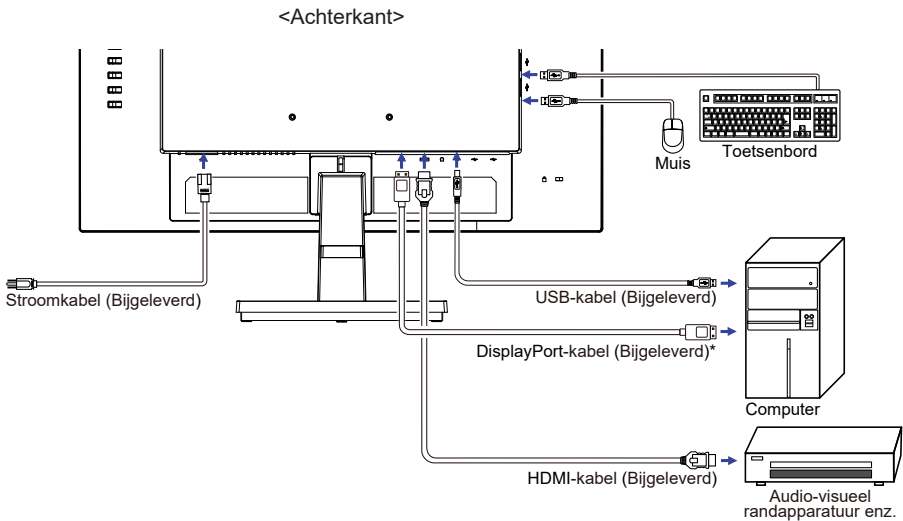 <Achterkant>
Muis
Toetsenbord
Stroomkabel (Bijgeleverd)
USB-kabel (Bijgeleverd)
DisplayPort-kabel (Bijgeleverd)*
Computer
HDMI-kabel (Bijgeleverd)
Audio-visueel
randapparatuur enz.